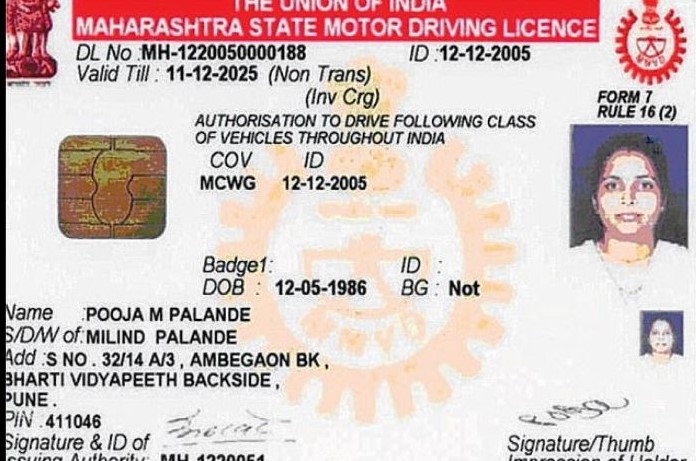 THE UNION OF INDIA
MAHARASHTRA STATE MOTOR DRIVING LICENCE
DL No :MH-1220050000188 ID :12-12-2005
Valid Till : 11-12-2025 (Non Trans)
(Inv Crg)
FORM 7
RULE 16 (2)
AUTHORISATION TO DRIVE FOLLOWING CLASS
OF VEHICLES THROUGHOUT INDIA
COV ID
MCWG 12-12-2005
Badge1: ID :
DOB : 12-05-1986 BG : Not
Name :POOJA M PALANDE
S/D/W of:MILIND PALANDE
Add :S NO . 32/14 A/3 , AMBEGAON BK ,
BHARTI VIDYAPEETH BACKSIDE ,
PUNE .
PIN :411046
Signature & ID of
Issuing Authority: MH-1220051
Signature/Thumb
Impression of Holder
MMVD